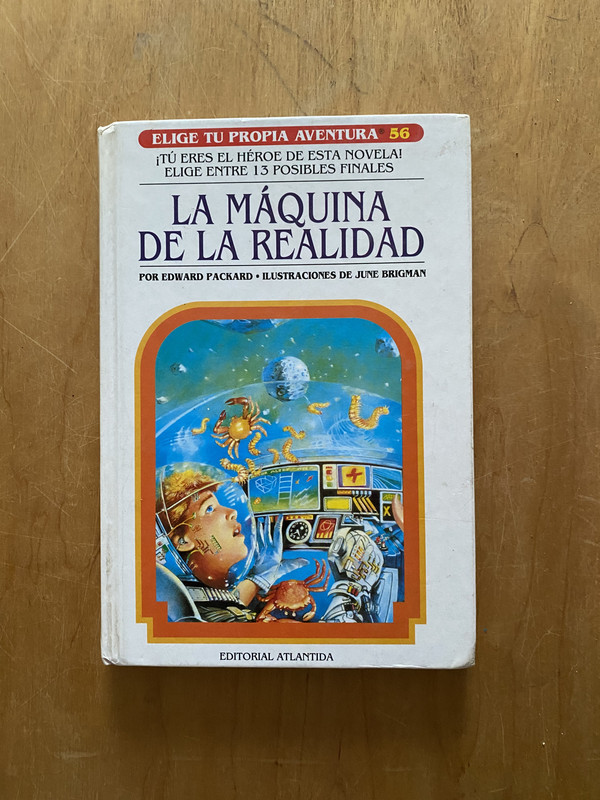 ELIGE TU PROPIA AVENTURA® 56
¡TÚ ERES EL HÉROE DE ESTA NOVELA!
ELIGE ENTRE 13 POSIBLES FINALES
LA MÁQUINA
DE LA REALIDAD
POR EDWARD PACKARD • ILUSTRACIONES DE JUNE BRIGMAN
EDITORIAL ATLANTIDA